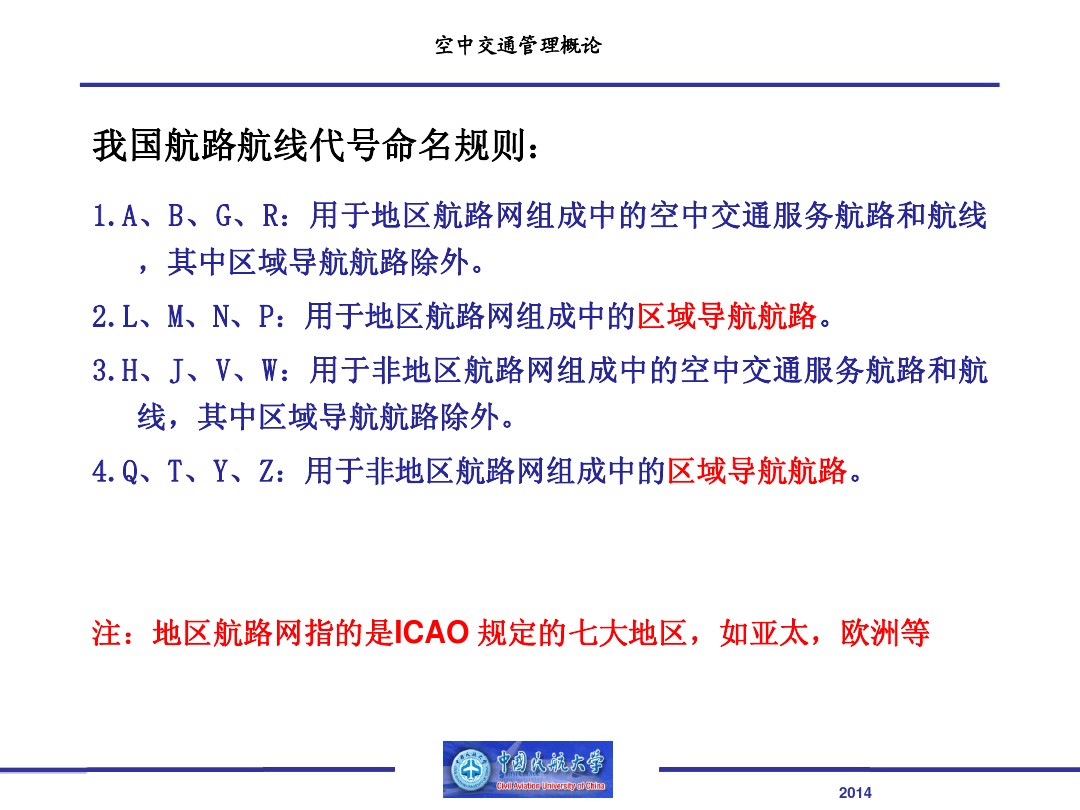 空中交通管理概论
我国航路航线代号命名规则：
1.A、B、G、R：用于地区航路网组成中的空中交通服务航路和航线
，其中区域导航航路除外。
2.L、M、N、P：用于地区航路网组成中的区域导航航路。
3.H、J、V、W：用于非地区航路网组成中的空中交通服务航路和航
线，其中区域导航航路除外。
4.Q、T、Y、Z：用于非地区航路网组成中的区域导航航路。
注：地区航路网指的是ICAO 规定的七大地区，如亚太，欧洲等
中国民航大学
Civil Aviation University of China
2014